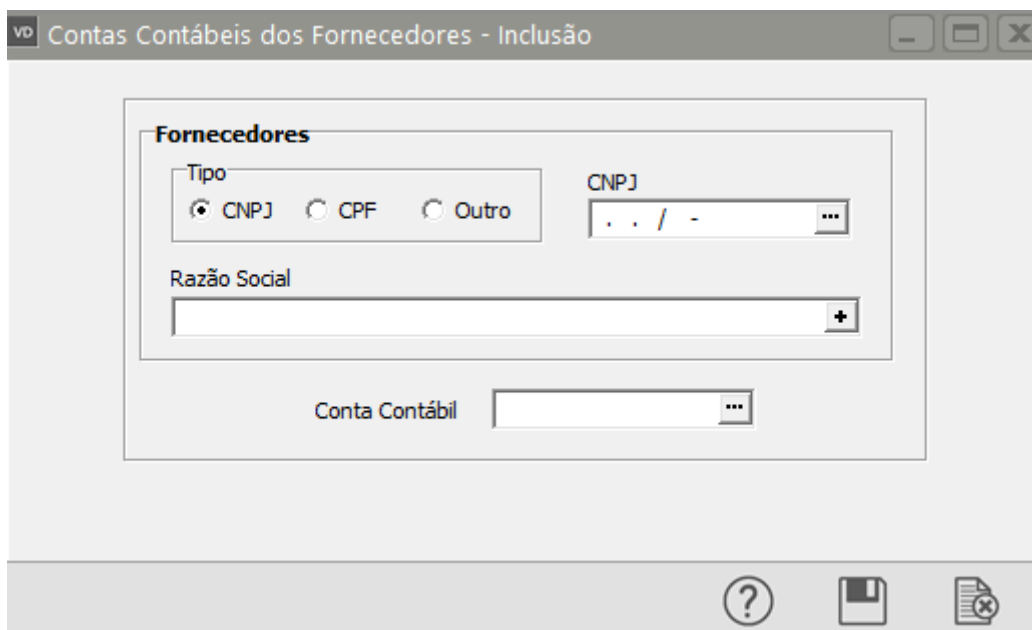 VD Contas Contábeis dos Fornecedores - Inclusão
Fornecedores
Tipo
CNPJ CPF Outro
CNPJ
. . / -
Razão Social
Conta Contábil